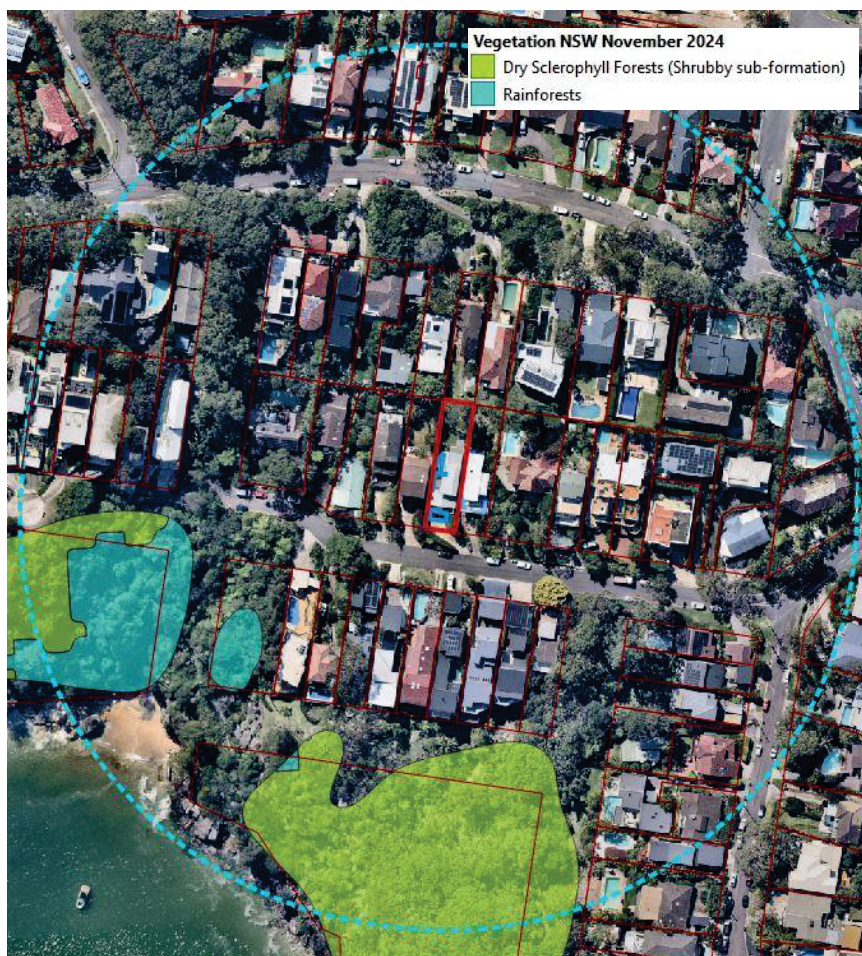 Vegetation NSW November 2024
Dry Sclerophyll Forests (Shrubby sub-formation)
Rainforests